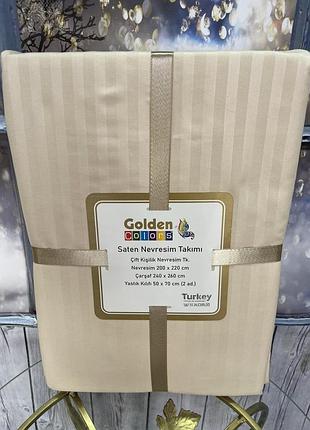 Golden
Colors
Saten Nevresim Takımı
Çift Kişilik Nevresim Tk.
Nevresim 200 x 220 cm
Çarşaf 240 x 260 cm
Yastık Kılıfı 50 x 70 cm (2 ad.)
Turkey